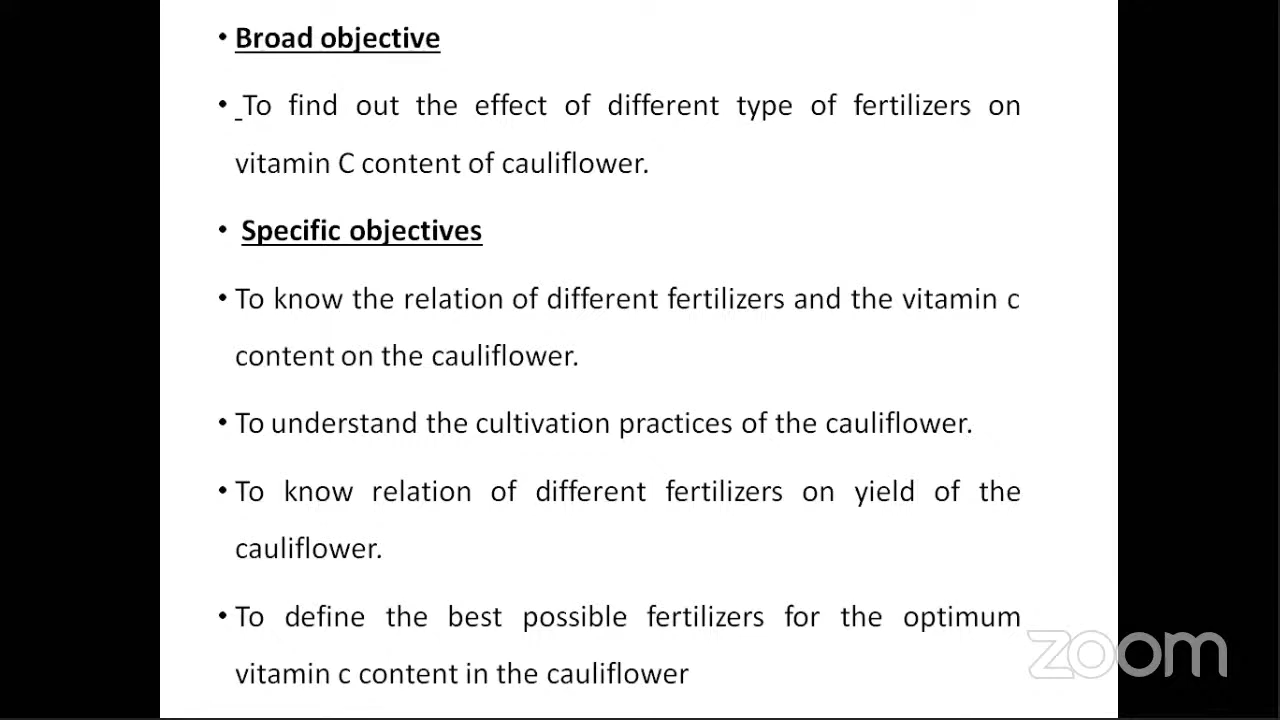 • Broad objective
• To find out the effect of different type of fertilizers on
vitamin C content of cauliflower.
• Specific objectives
• To know the relation of different fertilizers and the vitamin c
content on the cauliflower.
• To understand the cultivation practices of the cauliflower.
• To know relation of different fertilizers on yield of the
cauliflower.
• To define the best possible fertilizers for the optimum
vitamin c content in the cauliflower
zoom